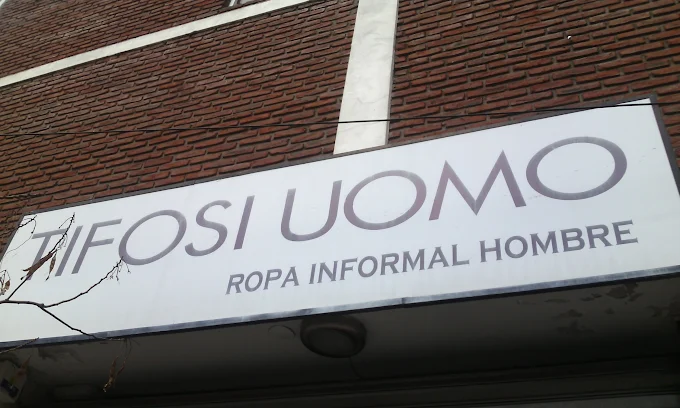 TIFOSI UOMO
ROPA INFORMAL HOMBRE